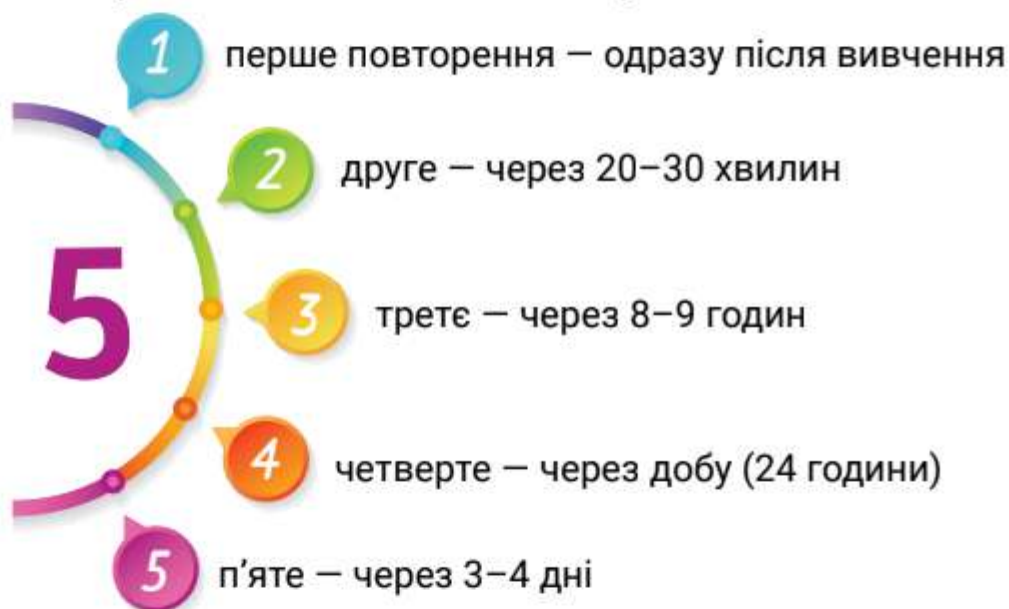 1 перше повторення — одразу після вивчення
2 друге — через 20–30 хвилин
5
3 третє — через 8–9 годин
4 четверте — через добу (24 години)
5 п’яте — через 3–4 дні